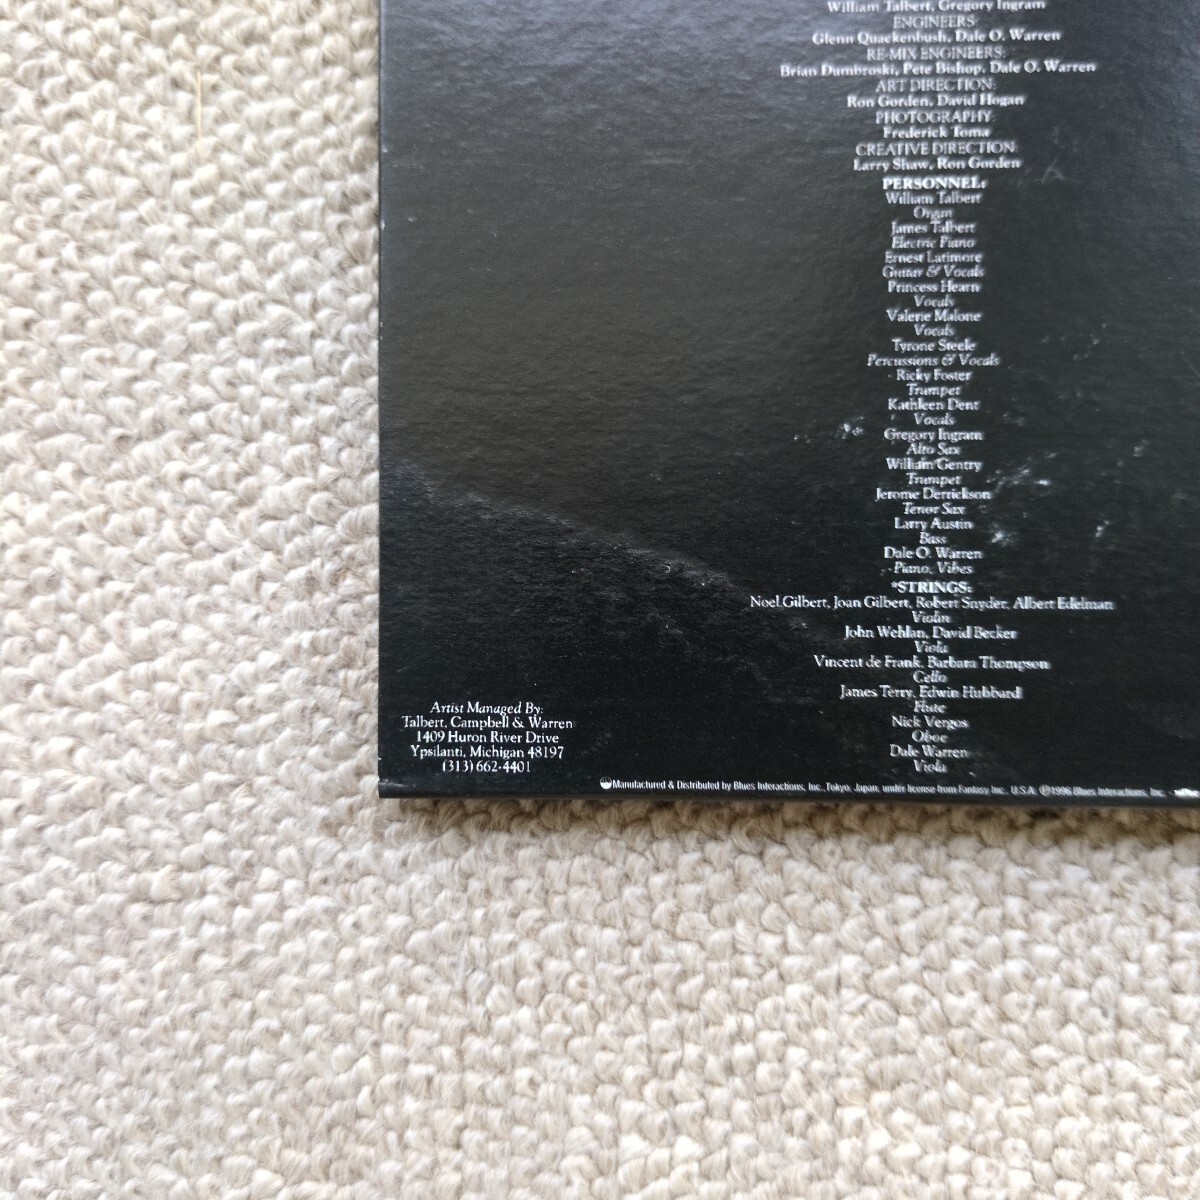 William Talbert, Gregory Ingram
ENGINEERS:
Glenn Quackenbush, Dale O. Warren
RE-MIX ENGINEERS:
Brian Dombroski, Pete Bishop, Dale O. Warren
ART DIRECTION:
Ron Gorden, David Hogan
PHOTOGRAPHY:
Frederick Toma
CREATIVE DIRECTION:
Larry Shaw, Ron Gorden
PERSONNEL:
William Talbert
Organ
James Talbert
Electric Piano
Ernest Latimore
Guitar & Vocals
Princess Hearn
Vocals
Valerie Malone
Vocals
Tyrone Steele
Percussions & Vocals
Ricky Foster
Trumpet
Kathleen Dent
Vocals
Gregory Ingram
Alto Sax
William Gentry
Trumpet
Jerome Derrickson
Tenor Sax
Larry Austin
Bass
Dale O. Warren
Piano, Vibes
*STRINGS:
Noel Gilbert, Joan Gilbert, Robert Snyder, Albert Edelman
Violin
John Wehlan, David Becker
Viola
Vincent de Frank, Barbara Thompson
Cello
James Terry, Edwin Hubbard
Flute
Nick Vergos
Oboe
Dale Warren
Viola
Artist Managed By:
Talbert, Campbell & Warren
1409 Huron River Drive
Ypsilanti, Michigan 48197
(313) 662-4401
Manufactured & Distributed by Blues Interactions, Inc., Tokyo, Japan, under license from Fantasy Inc., U.S.A. Ⓟ1996 Blues Interactions, Inc.